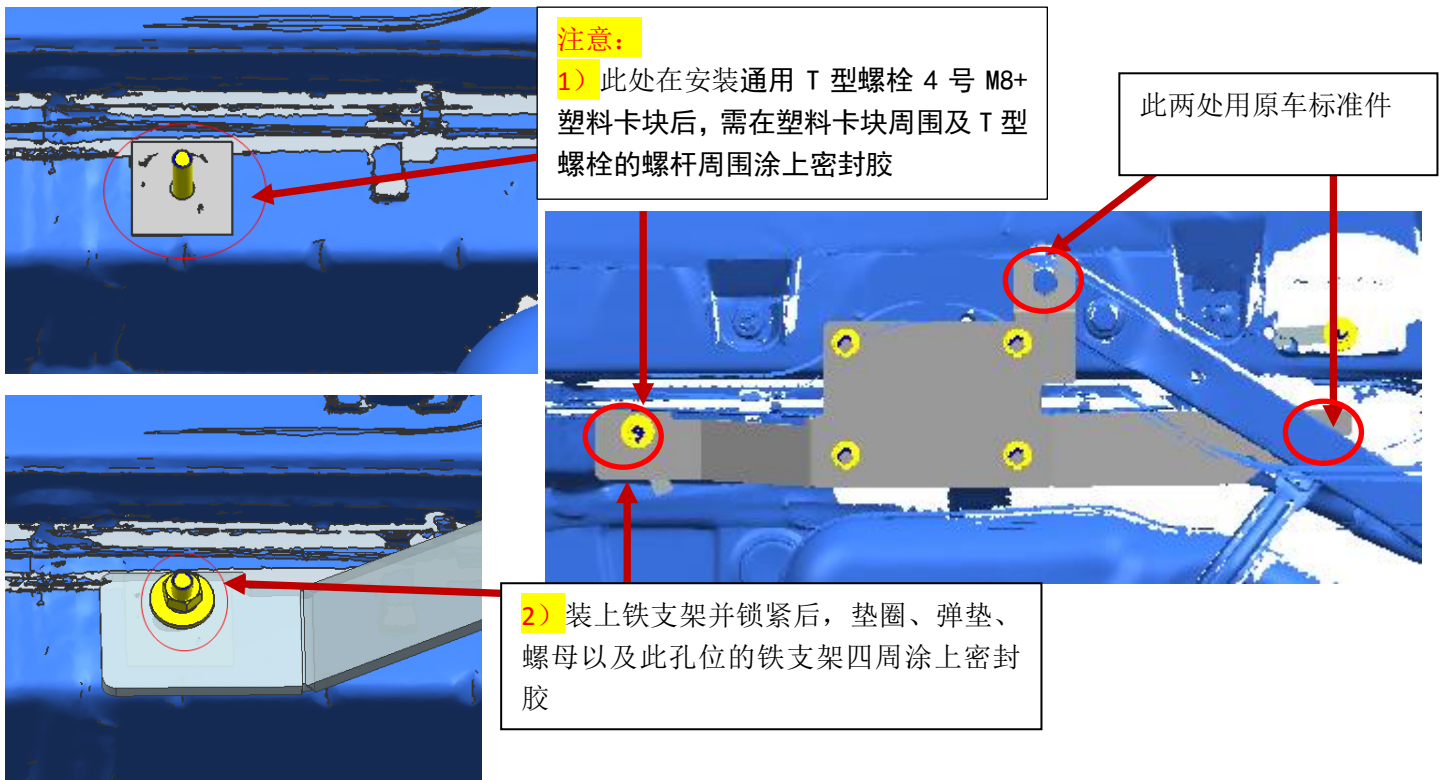 注意：
1）此处在安装通用 T 型螺栓 4 号 M8+
塑料卡块后，需在塑料卡块周围及 T 型
螺栓的螺杆周围涂上密封胶
此两处用原车标准件
2）装上铁支架并锁紧后，垫圈、弹垫、
螺母以及此孔位的铁支架四周涂上密封
胶